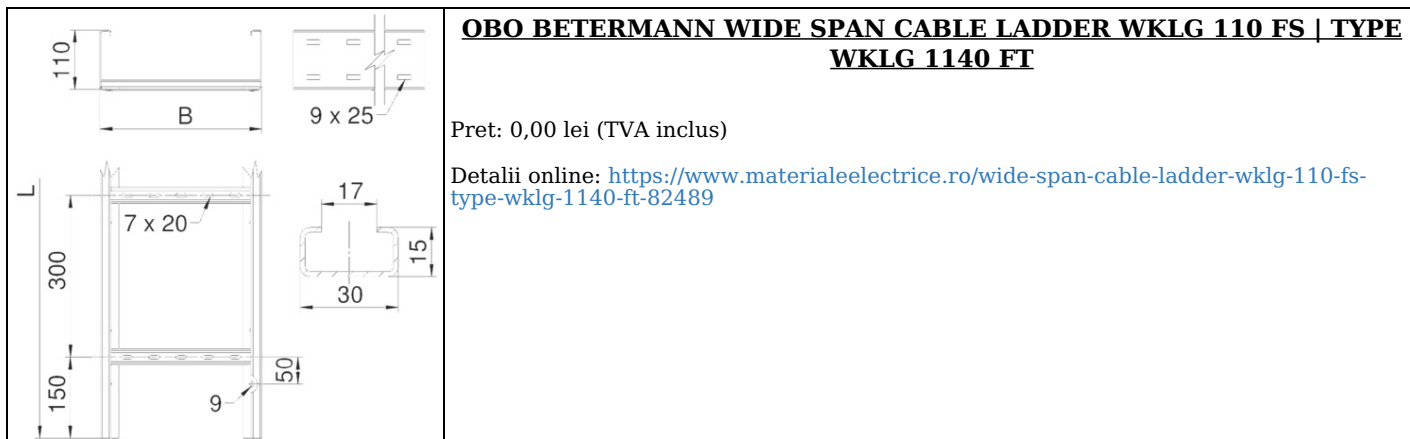 110
B
9 x 25
L
7 x 20
300
150
50
9
17
15
30
OBO BETERMANN WIDE SPAN CABLE LADDER WKLG 110 FS | TYPE
WKLG 1140 FT
Pret: 0,00 lei (TVA inclus)
Detalii online: https://www.materialeelectrice.ro/wide-span-cable-ladder-wklg-110-fs-
type-wklg-1140-ft-82489